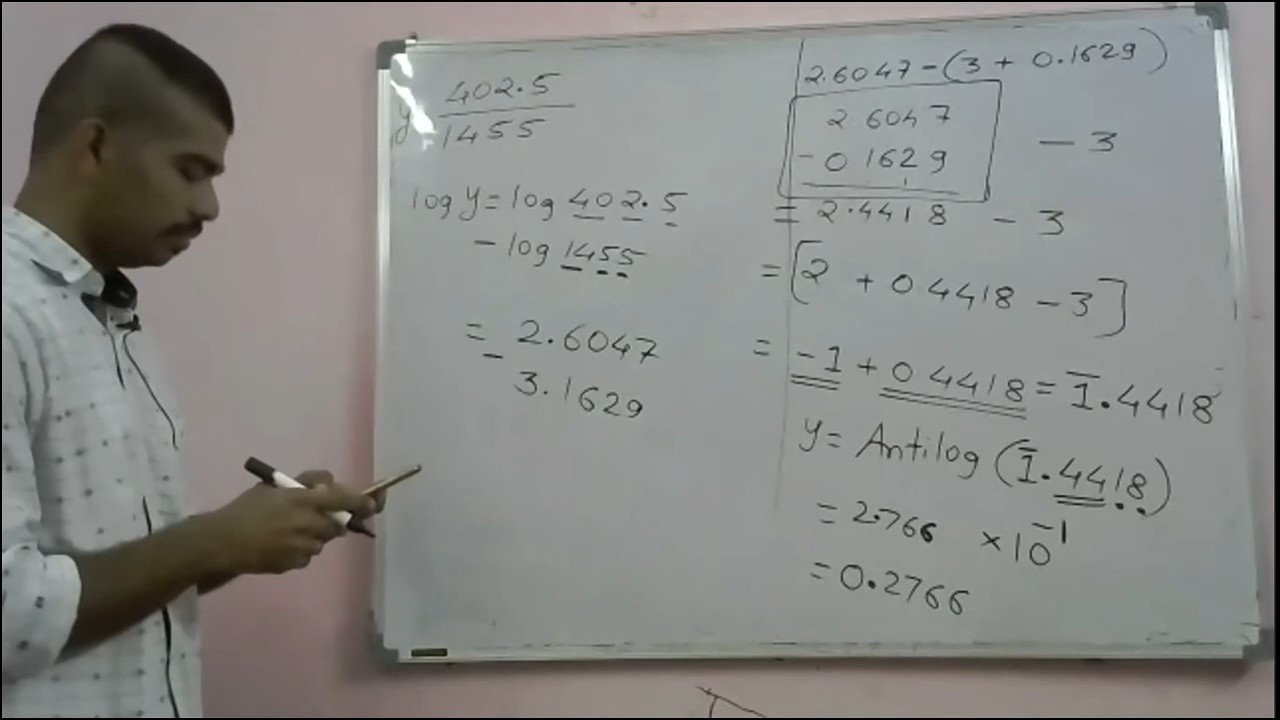 y = 402.5 / 1455
log y = log 402.5
- log 1455
= 2.6047
- 3.1629
2.6047 - (3 + 0.1629)
2 6047
- 0 1629
- 3
= 2.4418 - 3
= [2 + 0 4418 - 3]
= -1 + 0 4418 = 1̅.4418
y = Antilog (1̅.4418)
= 2.766 × 10⁻¹
= 0.2766